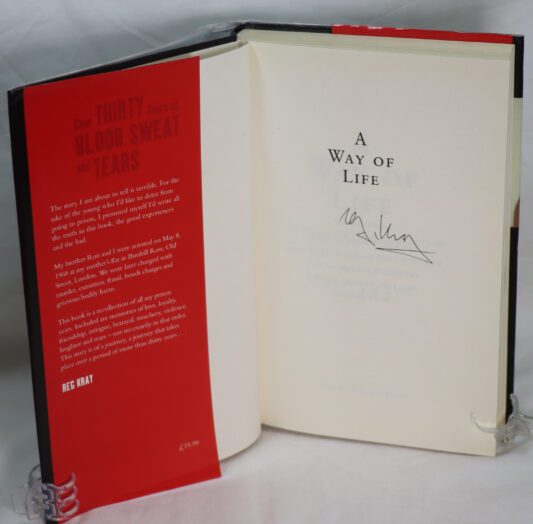 Over THIRTY Years of
BLOOD, SWEAT
and TEARS
The story I am about to tell is terrible. For the
sake of the young who I'd like to deter from
going to prison, I promised myself I'd write all
the truth in this book, the good experiences
and the bad.
My brother Ron and I were arrested on May 8,
1968 at my mother's flat in Bunhill Row, Old
Street, London. We were later charged with
murder, extortion, fraud, bomb charges and
grievous bodily harm.
This book is a recollection of all my prison
years. Included are memories of love, loyalty,
friendship, intrigue, betrayal, treachery, violence,
laughter and tears – not necessarily in that order.
This story is of a journey, a journey that takes
place over a period of more than thirty years . . .
REG KRAY
£15.99
A
WAY OF
LIFE
Reg Kray